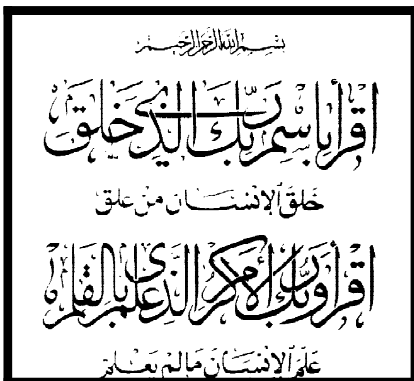 بسم الله الرحمن الرحيم
اقرأ باسم ربك الذي خلق
خلق الإنسان من علق
اقرأ وربك الأكرم الذي علم بالقلم
علم الإنسان ما لم يعلم